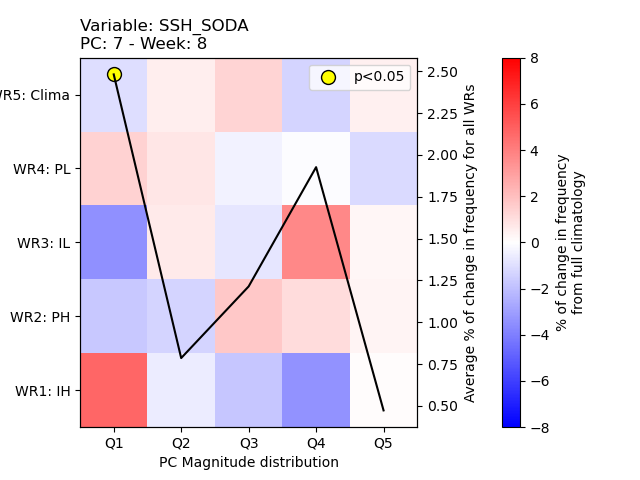 Variable: SSH_SODA
PC: 7 - Week: 8
p<0.05
WR5: Clima
WR4: PL
WR3: IL
WR2: PH
WR1: IH
Q1 Q2 Q3 Q4 Q5
PC Magnitude distribution
2.50
2.25
2.00
1.75
1.50
1.25
1.00
0.75
0.50
Average % of change in frequency for all WRs
8
6
4
2
0
−2
−4
−6
−8
% of change in frequency
from full climatology